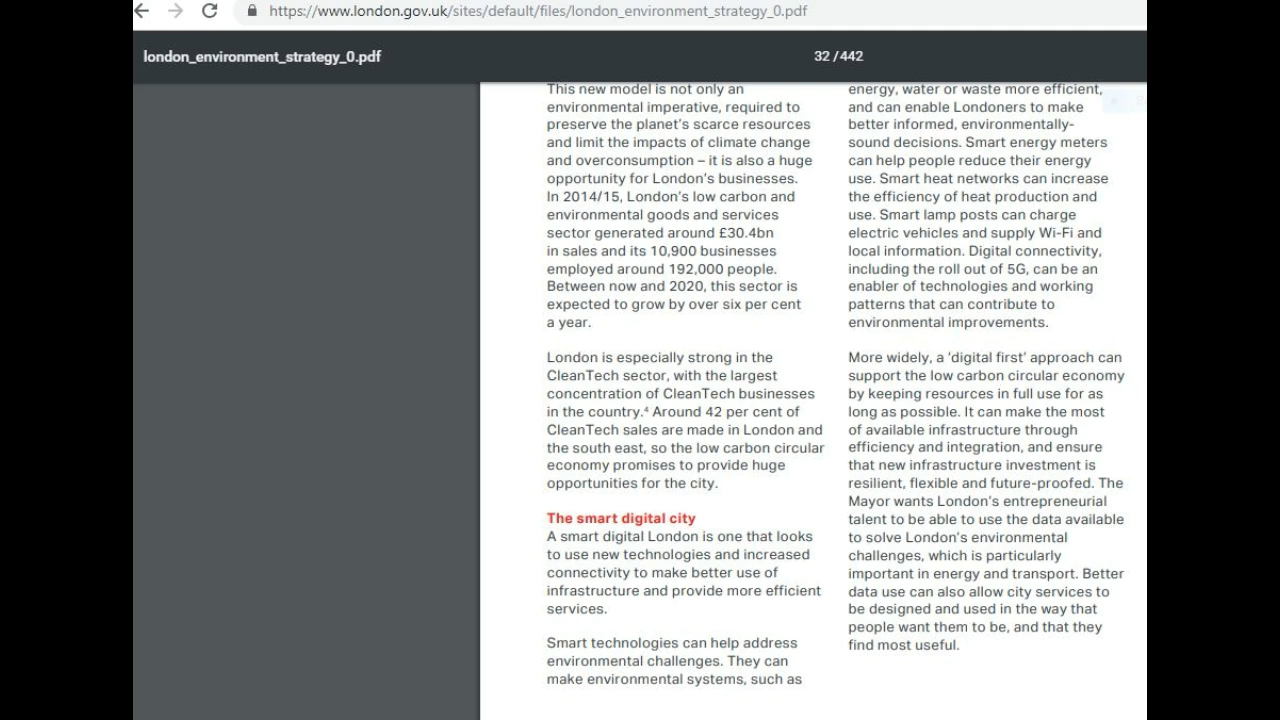 https://www.london.gov.uk/sites/default/files/london_environment_strategy_0.pdf
london_environment_strategy_0.pdf
32 / 442
This new model is not only an
environmental imperative, required to
preserve the planet's scarce resources
and limit the impacts of climate change
and overconsumption – it is also a huge
opportunity for London's businesses.
In 2014/15, London's low carbon and
environmental goods and services
sector generated around £30.4bn
in sales and its 10,900 businesses
employed around 192,000 people.
Between now and 2020, this sector is
expected to grow by over six per cent
a year.
London is especially strong in the
CleanTech sector, with the largest
concentration of CleanTech businesses
in the country.⁴ Around 42 per cent of
CleanTech sales are made in London and
the south east, so the low carbon circular
economy promises to provide huge
opportunities for the city.
The smart digital city
A smart digital London is one that looks
to use new technologies and increased
connectivity to make better use of
infrastructure and provide more efficient
services.
Smart technologies can help address
environmental challenges. They can
make environmental systems, such as
energy, water or waste more efficient,
and can enable Londoners to make
better informed, environmentally-
sound decisions. Smart energy meters
can help people reduce their energy
use. Smart heat networks can increase
the efficiency of heat production and
use. Smart lamp posts can charge
electric vehicles and supply Wi-Fi and
local information. Digital connectivity,
including the roll out of 5G, can be an
enabler of technologies and working
patterns that can contribute to
environmental improvements.
More widely, a 'digital first' approach can
support the low carbon circular economy
by keeping resources in full use for as
long as possible. It can make the most
of available infrastructure through
efficiency and integration, and ensure
that new infrastructure investment is
resilient, flexible and future-proofed. The
Mayor wants London's entrepreneurial
talent to be able to use the data available
to solve London's environmental
challenges, which is particularly
important in energy and transport. Better
data use can also allow city services to
be designed and used in the way that
people want them to be, and that they
find most useful.